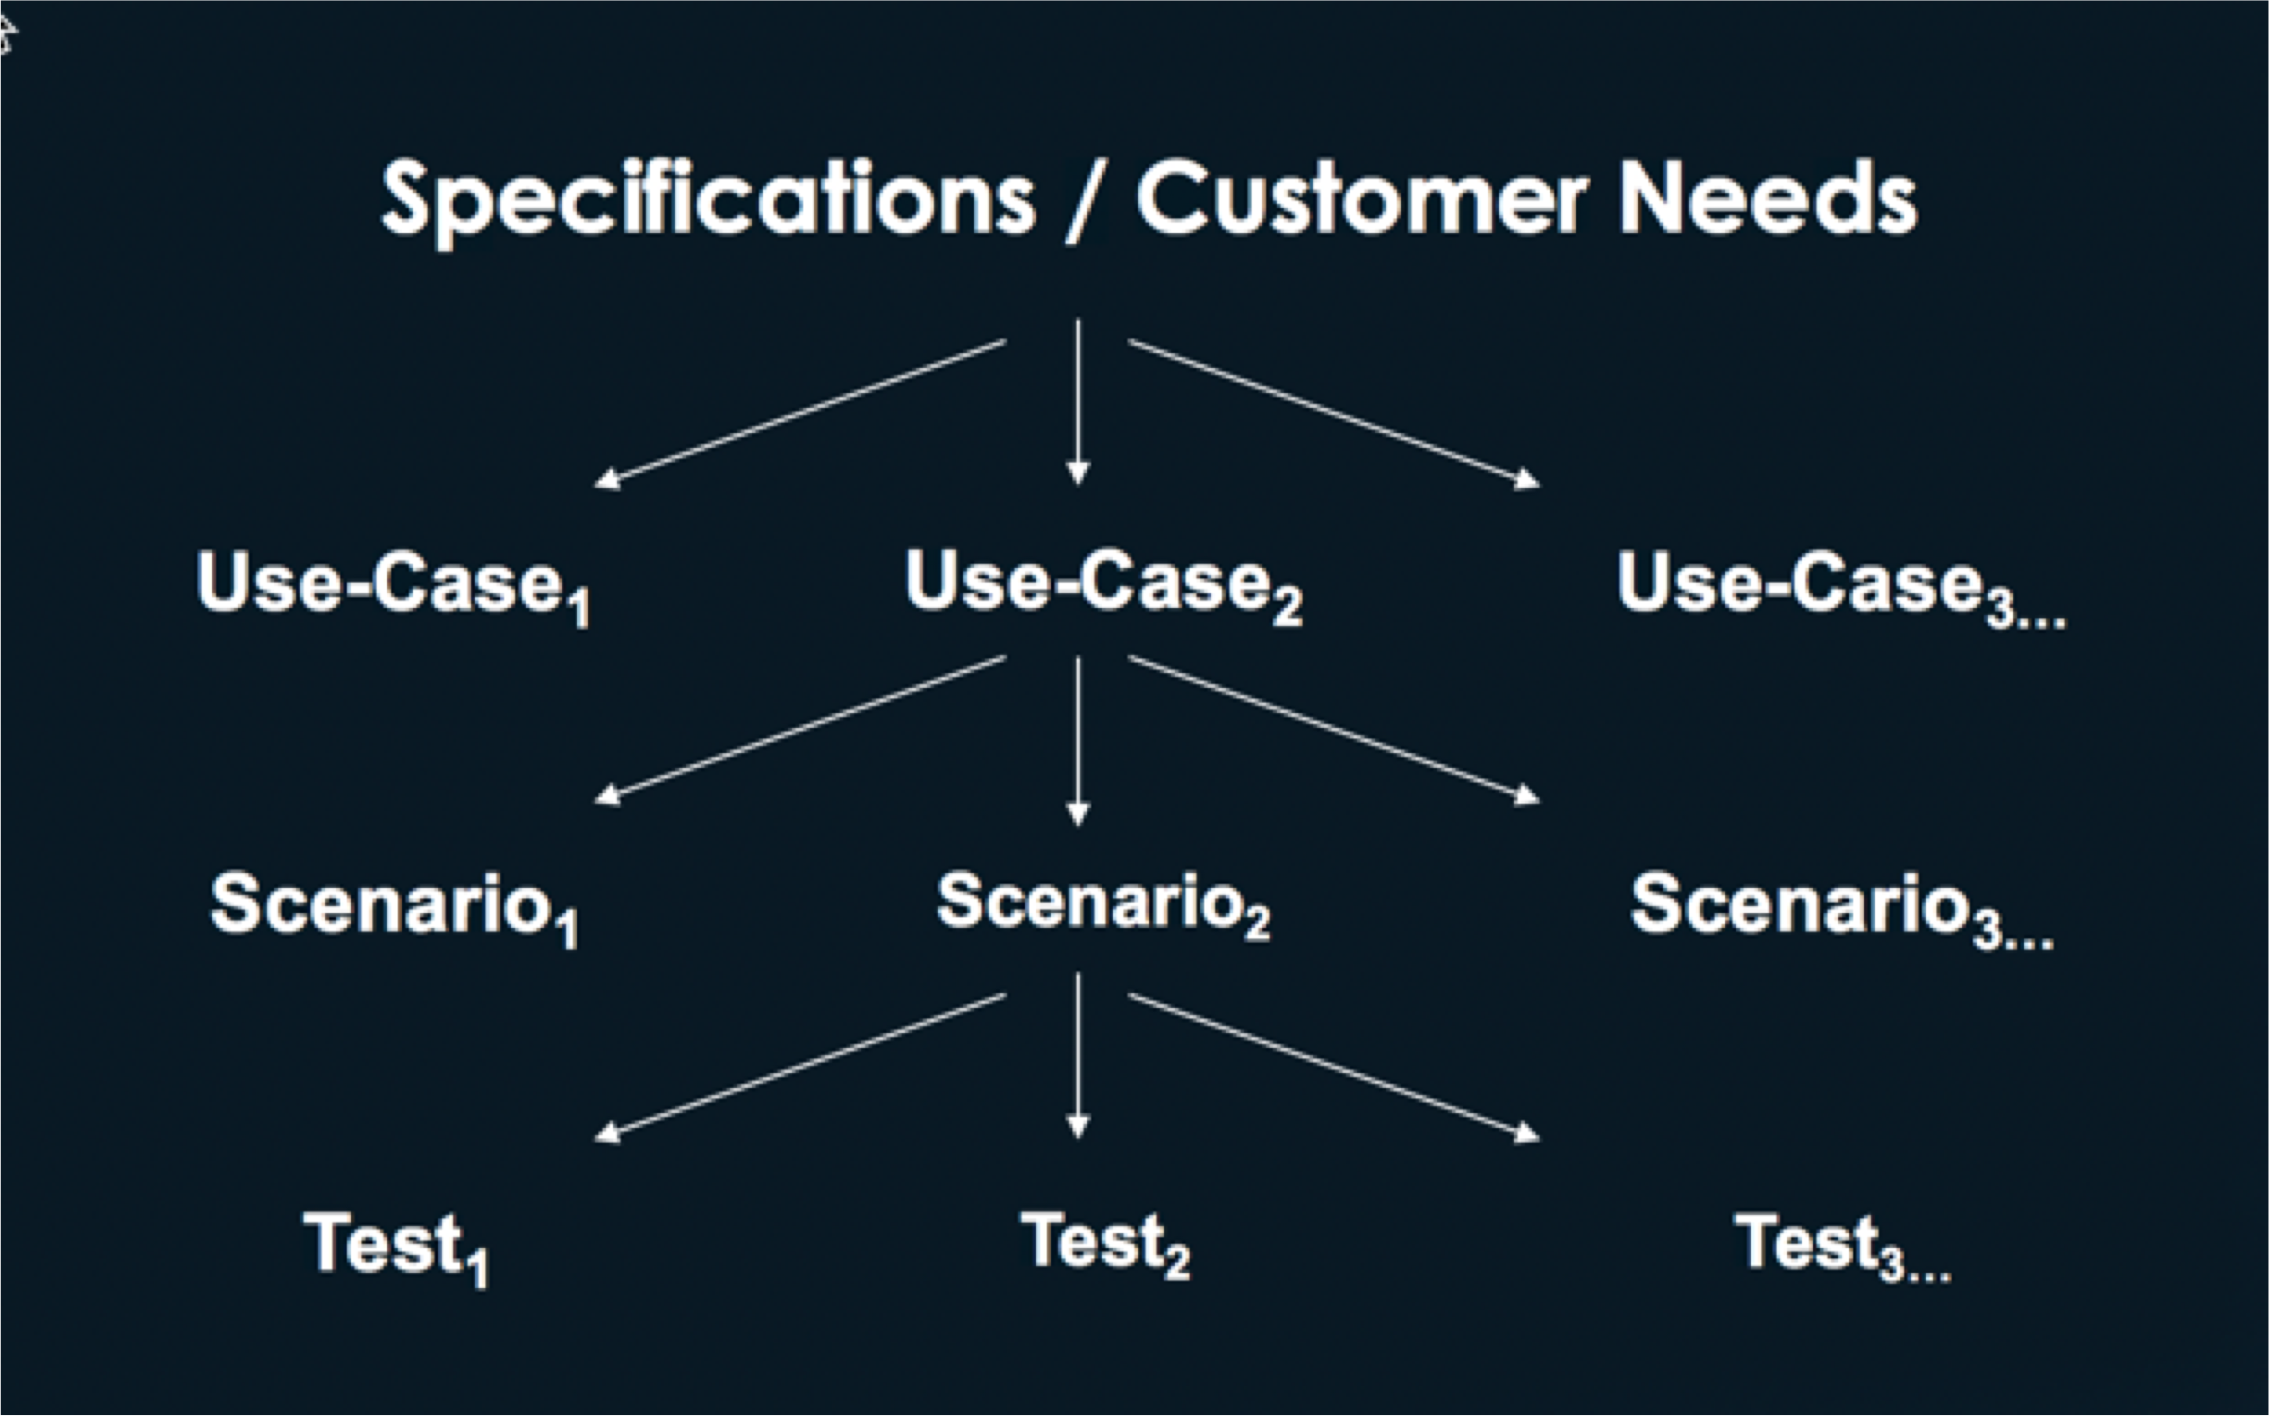 Specifications / Customer Needs
Use-Case₁ Use-Case₂ Use-Case₃...
Scenario₁ Scenario₂ Scenario₃...
Test₁ Test₂ Test₃...